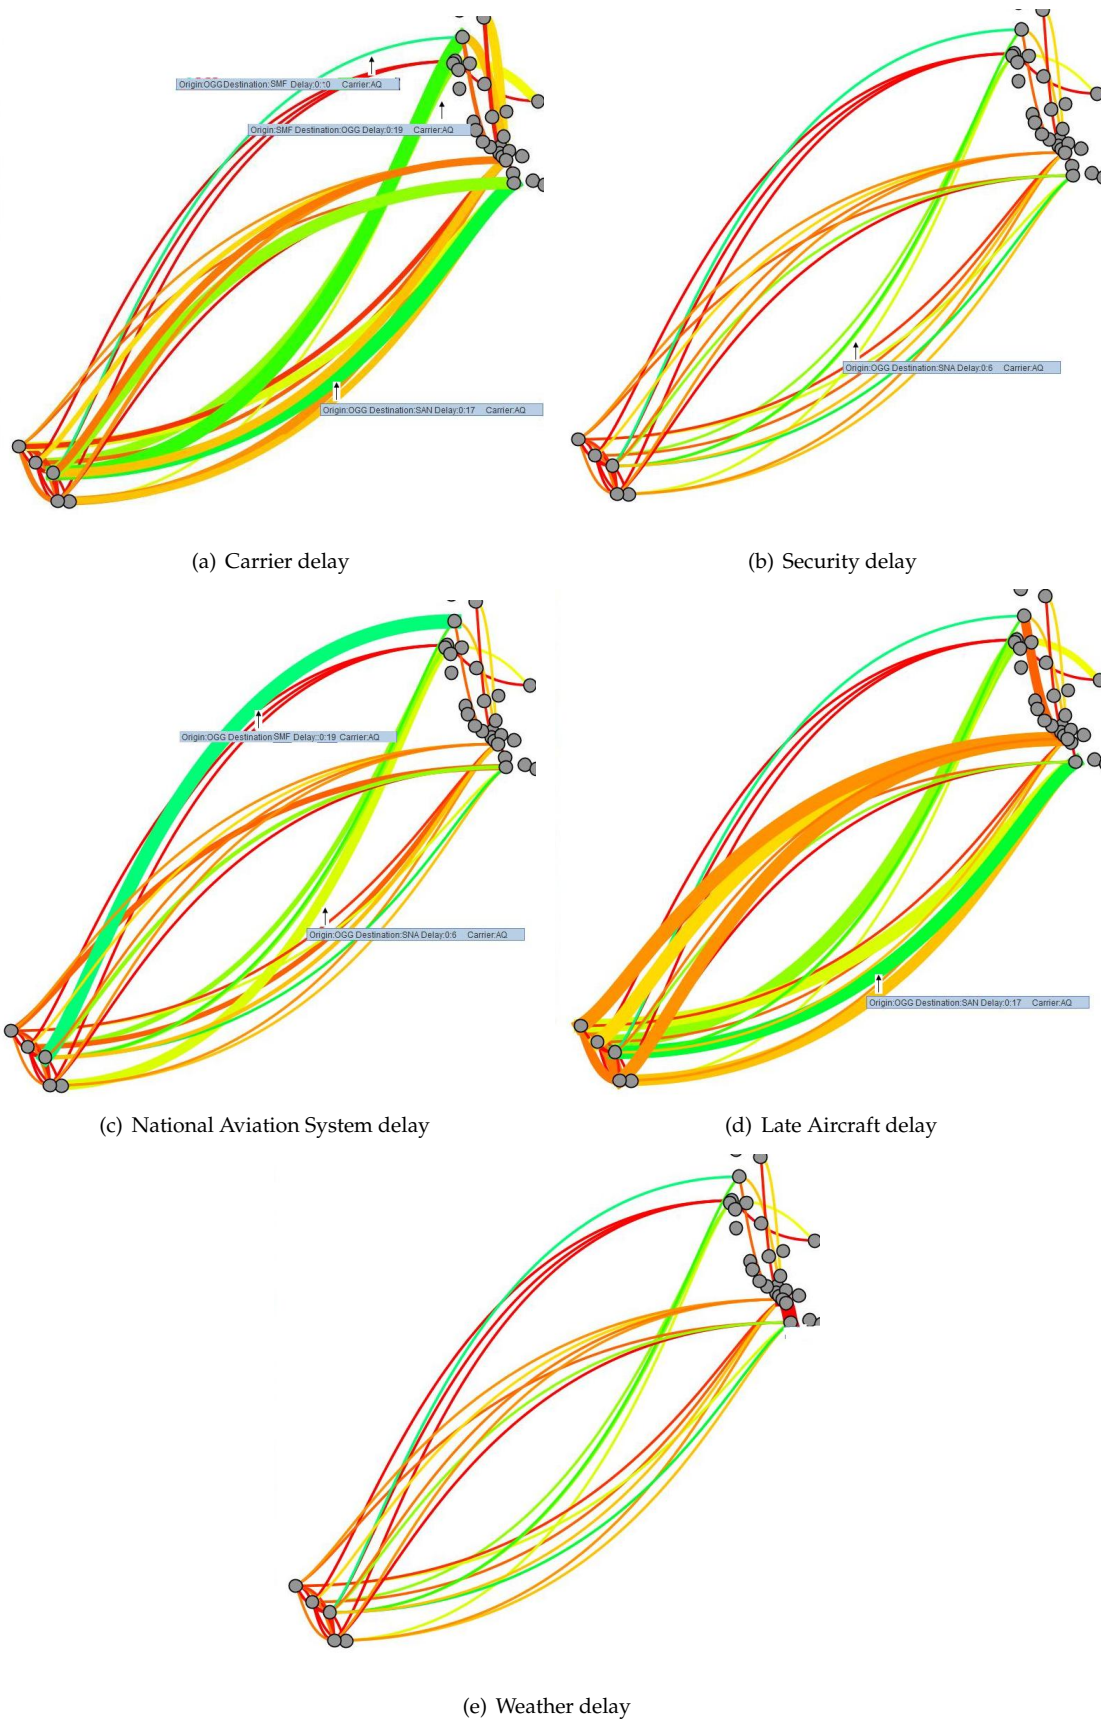 Origin:OGG Destination:SMF Delay:0:10 Carrier:AQ
Origin:SMF Destination:OGG Delay:0:19 Carrier:AQ
Origin:OGG Destination:SAN Delay:0:17 Carrier:AQ
(a) Carrier delay
Origin:OGG Destination:SNA Delay:0:6 Carrier:AQ
(b) Security delay
Origin:OGG Destination SMF Delay::0:19 Carrier:AQ
Origin:OGG Destination:SNA Delay:0:6 Carrier:AQ
(c) National Aviation System delay
Origin:OGG Destination:SAN Delay:0:17 Carrier:AQ
(d) Late Aircraft delay
(e) Weather delay